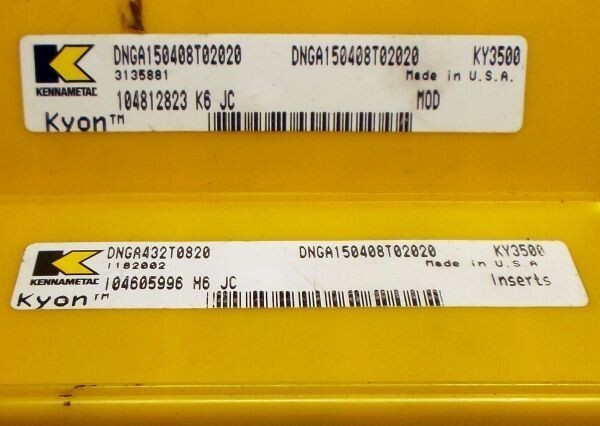 DNGA150408T02020 DNGA150408T02020 KY3500
3135881 Made in U.S.A.
KENNAMETAL 104812823 K6 JC MOD
Kyon™
DNGA432T0820 DNGA150408T02020 KY3500
1182002 Made in U.S.A
KENNAMETAL 104605996 H6 JC Inserts
Kyon™